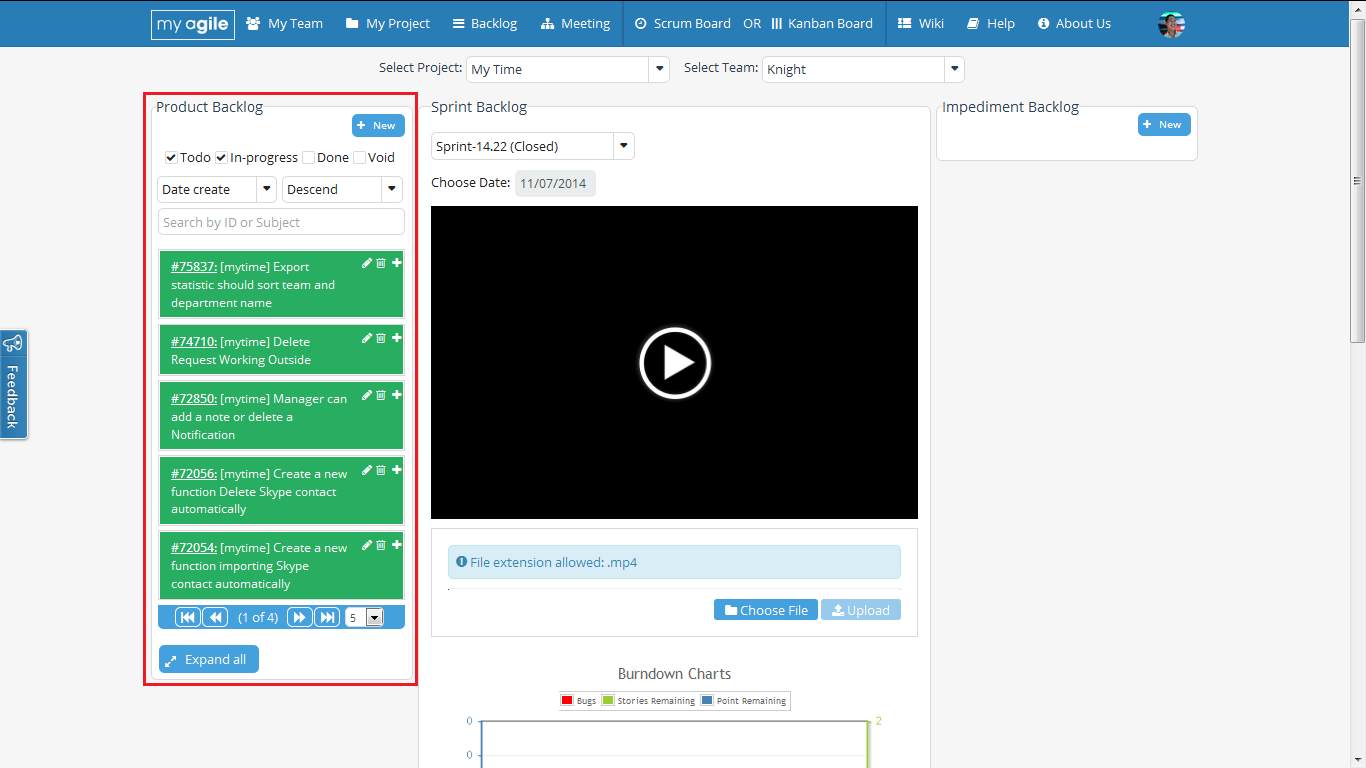 my agile My Team My Project Backlog Meeting Scrum Board OR Kanban Board Wiki Help About Us
Select Project: My Time Select Team: Knight
Product Backlog
New
Todo In-progress Done Void
Date create Descend
Search by ID or Subject
#75837: [mytime] Export
statistic should sort team and
department name
#74710: [mytime] Delete
Request Working Outside
#72850: [mytime] Manager can
add a note or delete a
Notification
#72056: [mytime] Create a new
function Delete Skype contact
automatically
#72054: [mytime] Create a new
function importing Skype
contact automatically
(1 of 4) 5
Expand all
Sprint Backlog
Sprint-14.22 (Closed)
Choose Date: 11/07/2014
File extension allowed: .mp4
Choose File Upload
Burndown Charts
Bugs Stories Remaining Point Remaining
0 2
0
Impediment Backlog
New
Feedback